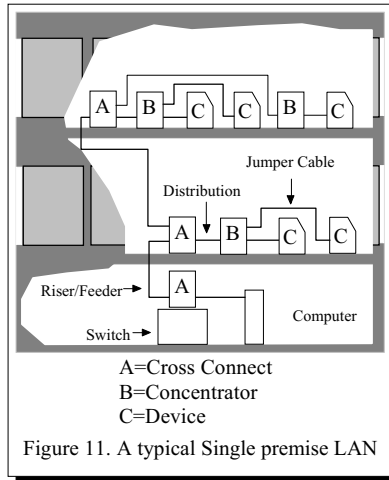 A B C C B C
Jumper Cable
Distribution
A B C C
A
Riser/Feeder
Computer
Switch
A=Cross Connect
B=Concentrator
C=Device
Figure 11. A typical Single premise LAN